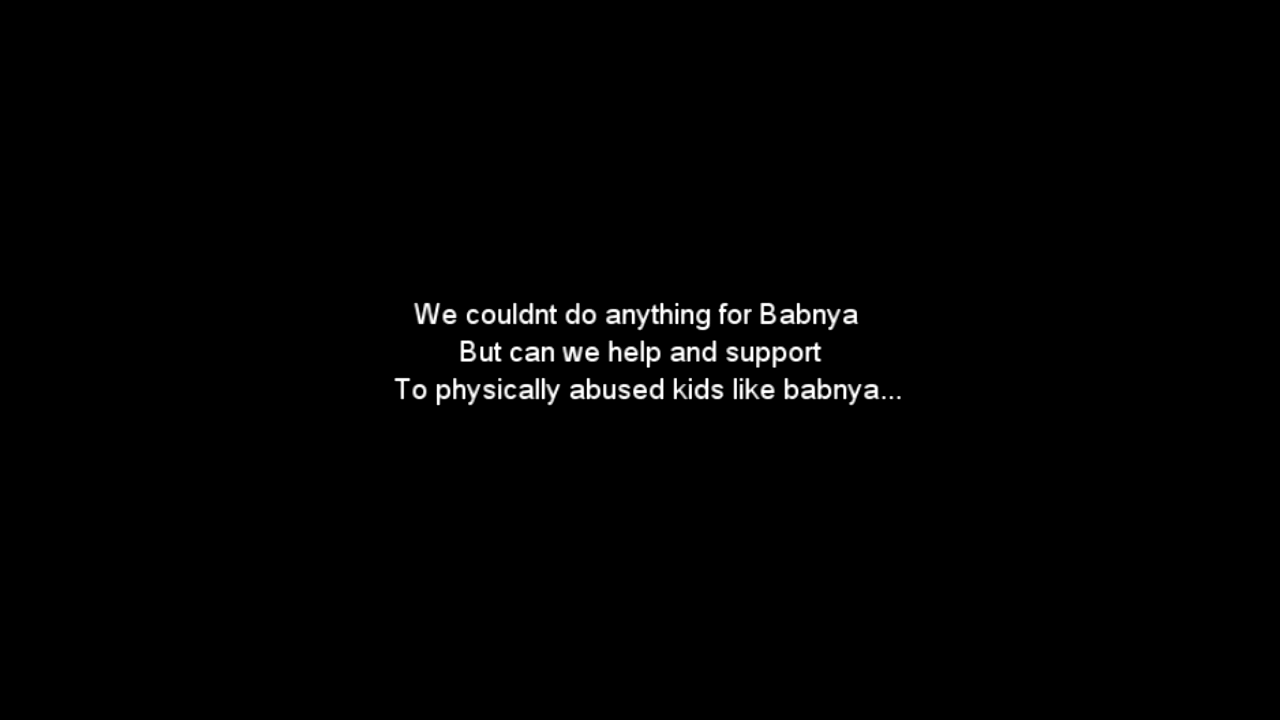 We couldnt do anything for Babnya
But can we help and support
To physically abused kids like babnya...